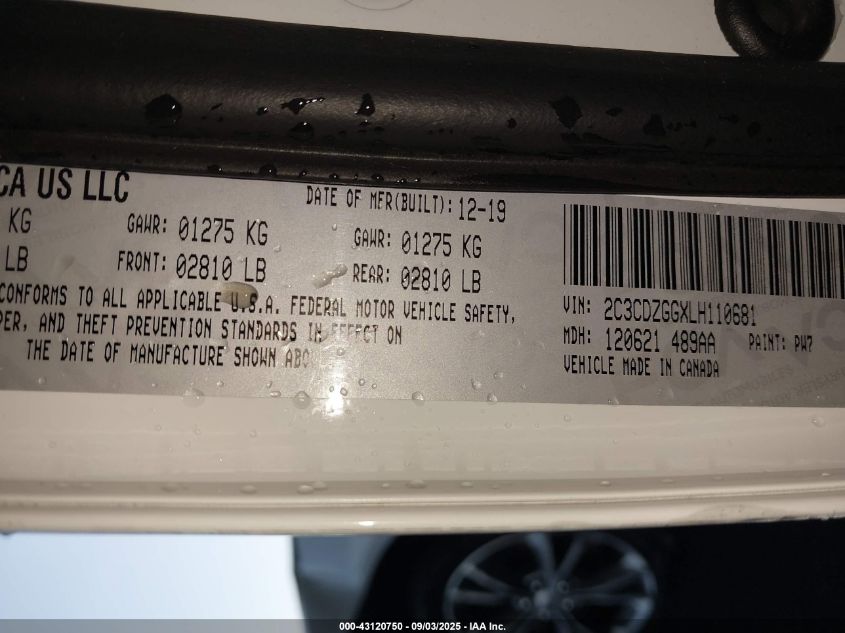 CA US LLC
DATE OF MFR(BUILT): 12-19
KG GAWR: 01275 KG GAWR: 01275 KG
LB FRONT: 02810 LB REAR: 02810 LB
CONFORMS TO ALL APPLICABLE U.S.A. FEDERAL MOTOR VEHICLE SAFETY,
PER, AND THEFT PREVENTION STANDARDS IN EFFECT ON
THE DATE OF MANUFACTURE SHOWN ABO
VIN: 2C3CDZGGXLH110681
MDH: 120621 489AA PAINT: PW7
VEHICLE MADE IN CANADA
000-43120750 - 09/03/2025 - IAA Inc.